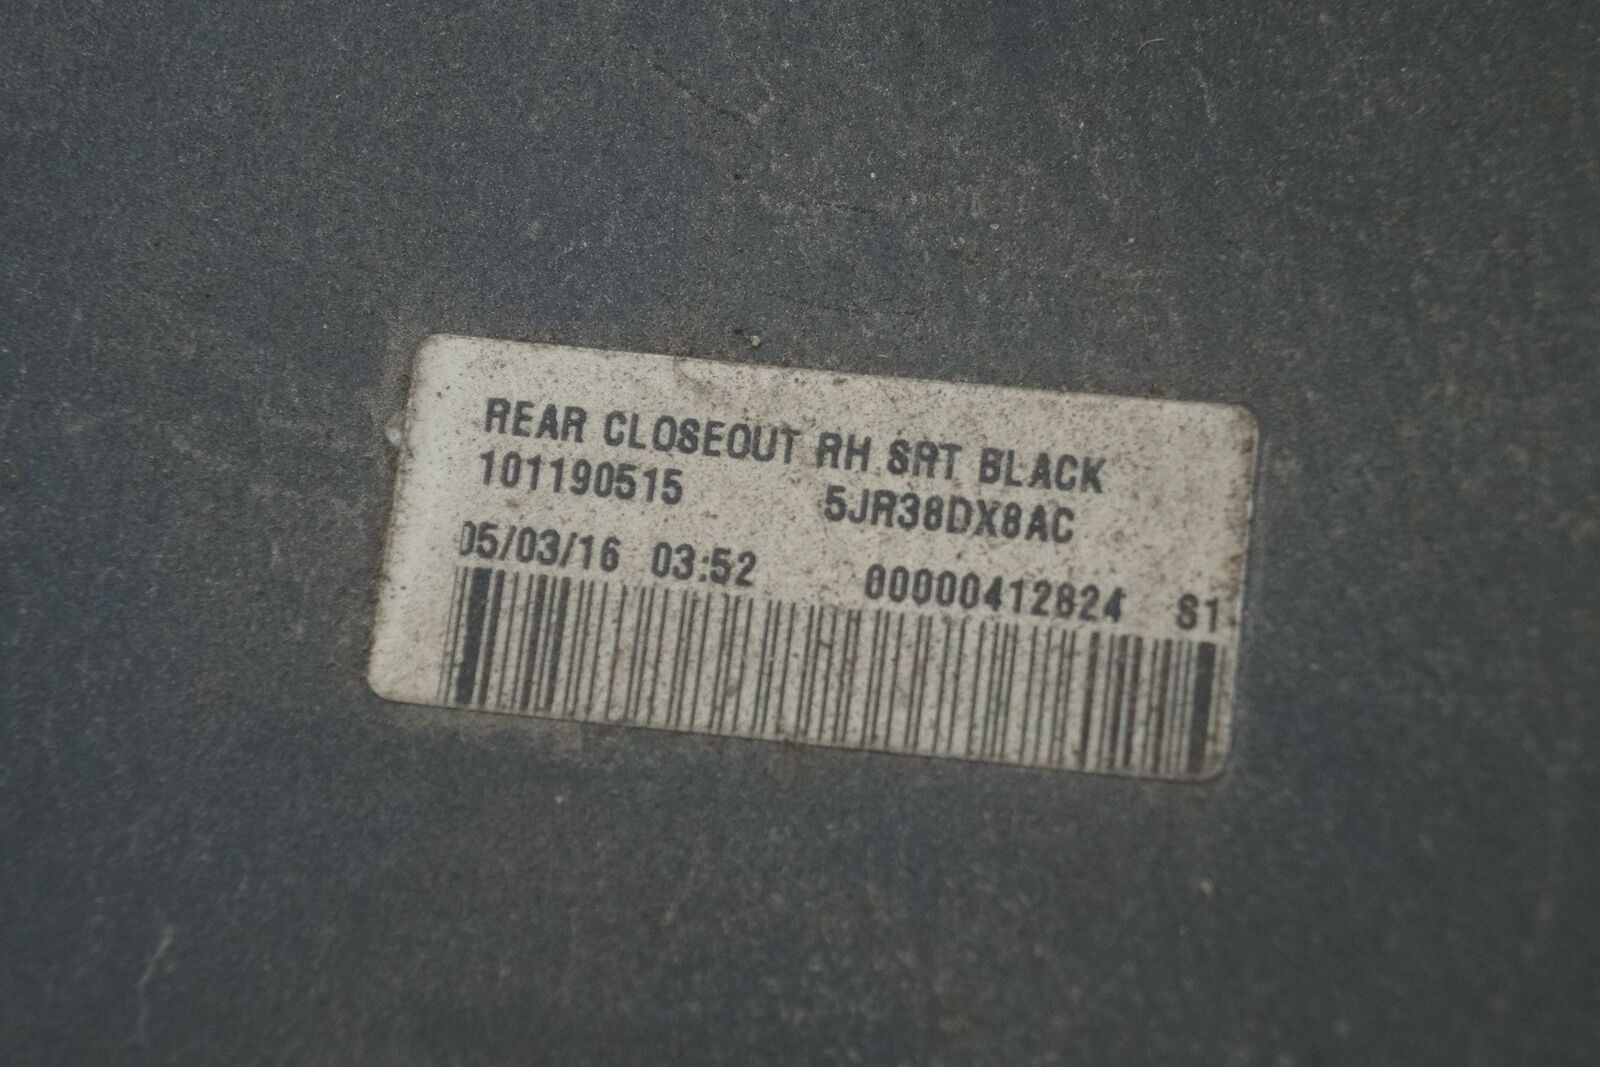 REAR CLOSEOUT RH SRT BLACK
101190515 5JR38DX8AC
05/03/16 03:52 00000412824 S1